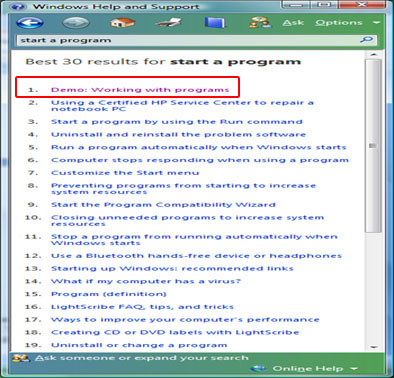 Windows Help and Support
Ask Options
start a program
Best 30 results for start a program
1. Demo: Working with programs
2. Using a Certified HP Service Center to repair a
notebook PC
3. Start a program by using the Run command
4. Uninstall and reinstall the problem software
5. Run a program automatically when Windows starts
6. Computer stops responding when using a program
7. Customize the Start menu
8. Preventing programs from starting to increase
system resources
9. Start the Program Compatibility Wizard
10. Closing unneeded programs to increase system
resources
11. Stop a program from running automatically when
Windows starts
12. Use a Bluetooth hands-free device or headphones
13. Starting up Windows: recommended links
14. What if my computer has a virus?
15. Program (definition)
16. LightScribe FAQ, tips, and tricks
17. Ways to improve your computer's performance
18. Creating CD or DVD labels with LightScribe
19. Uninstall or change a program
Ask someone or expand your search
Online Help